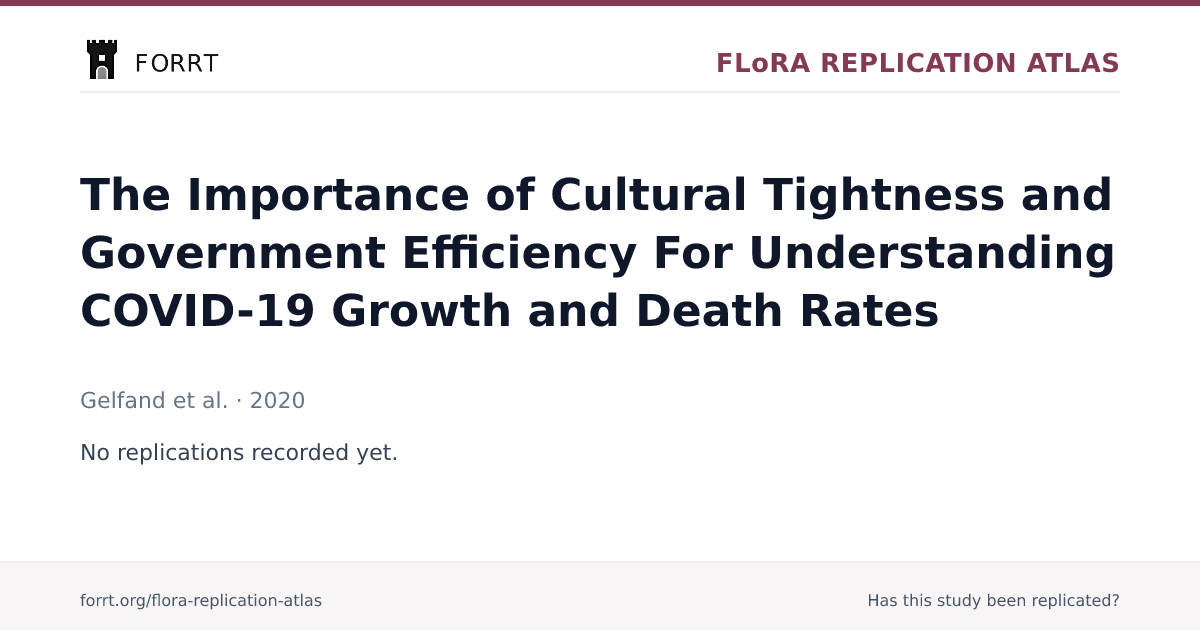 FORRT
FLoRA REPLICATION ATLAS
The Importance of Cultural Tightness and
Government Efficiency For Understanding
COVID-19 Growth and Death Rates
Gelfand et al. · 2020
No replications recorded yet.
forrt.org/flora-replication-atlas
Has this study been replicated?